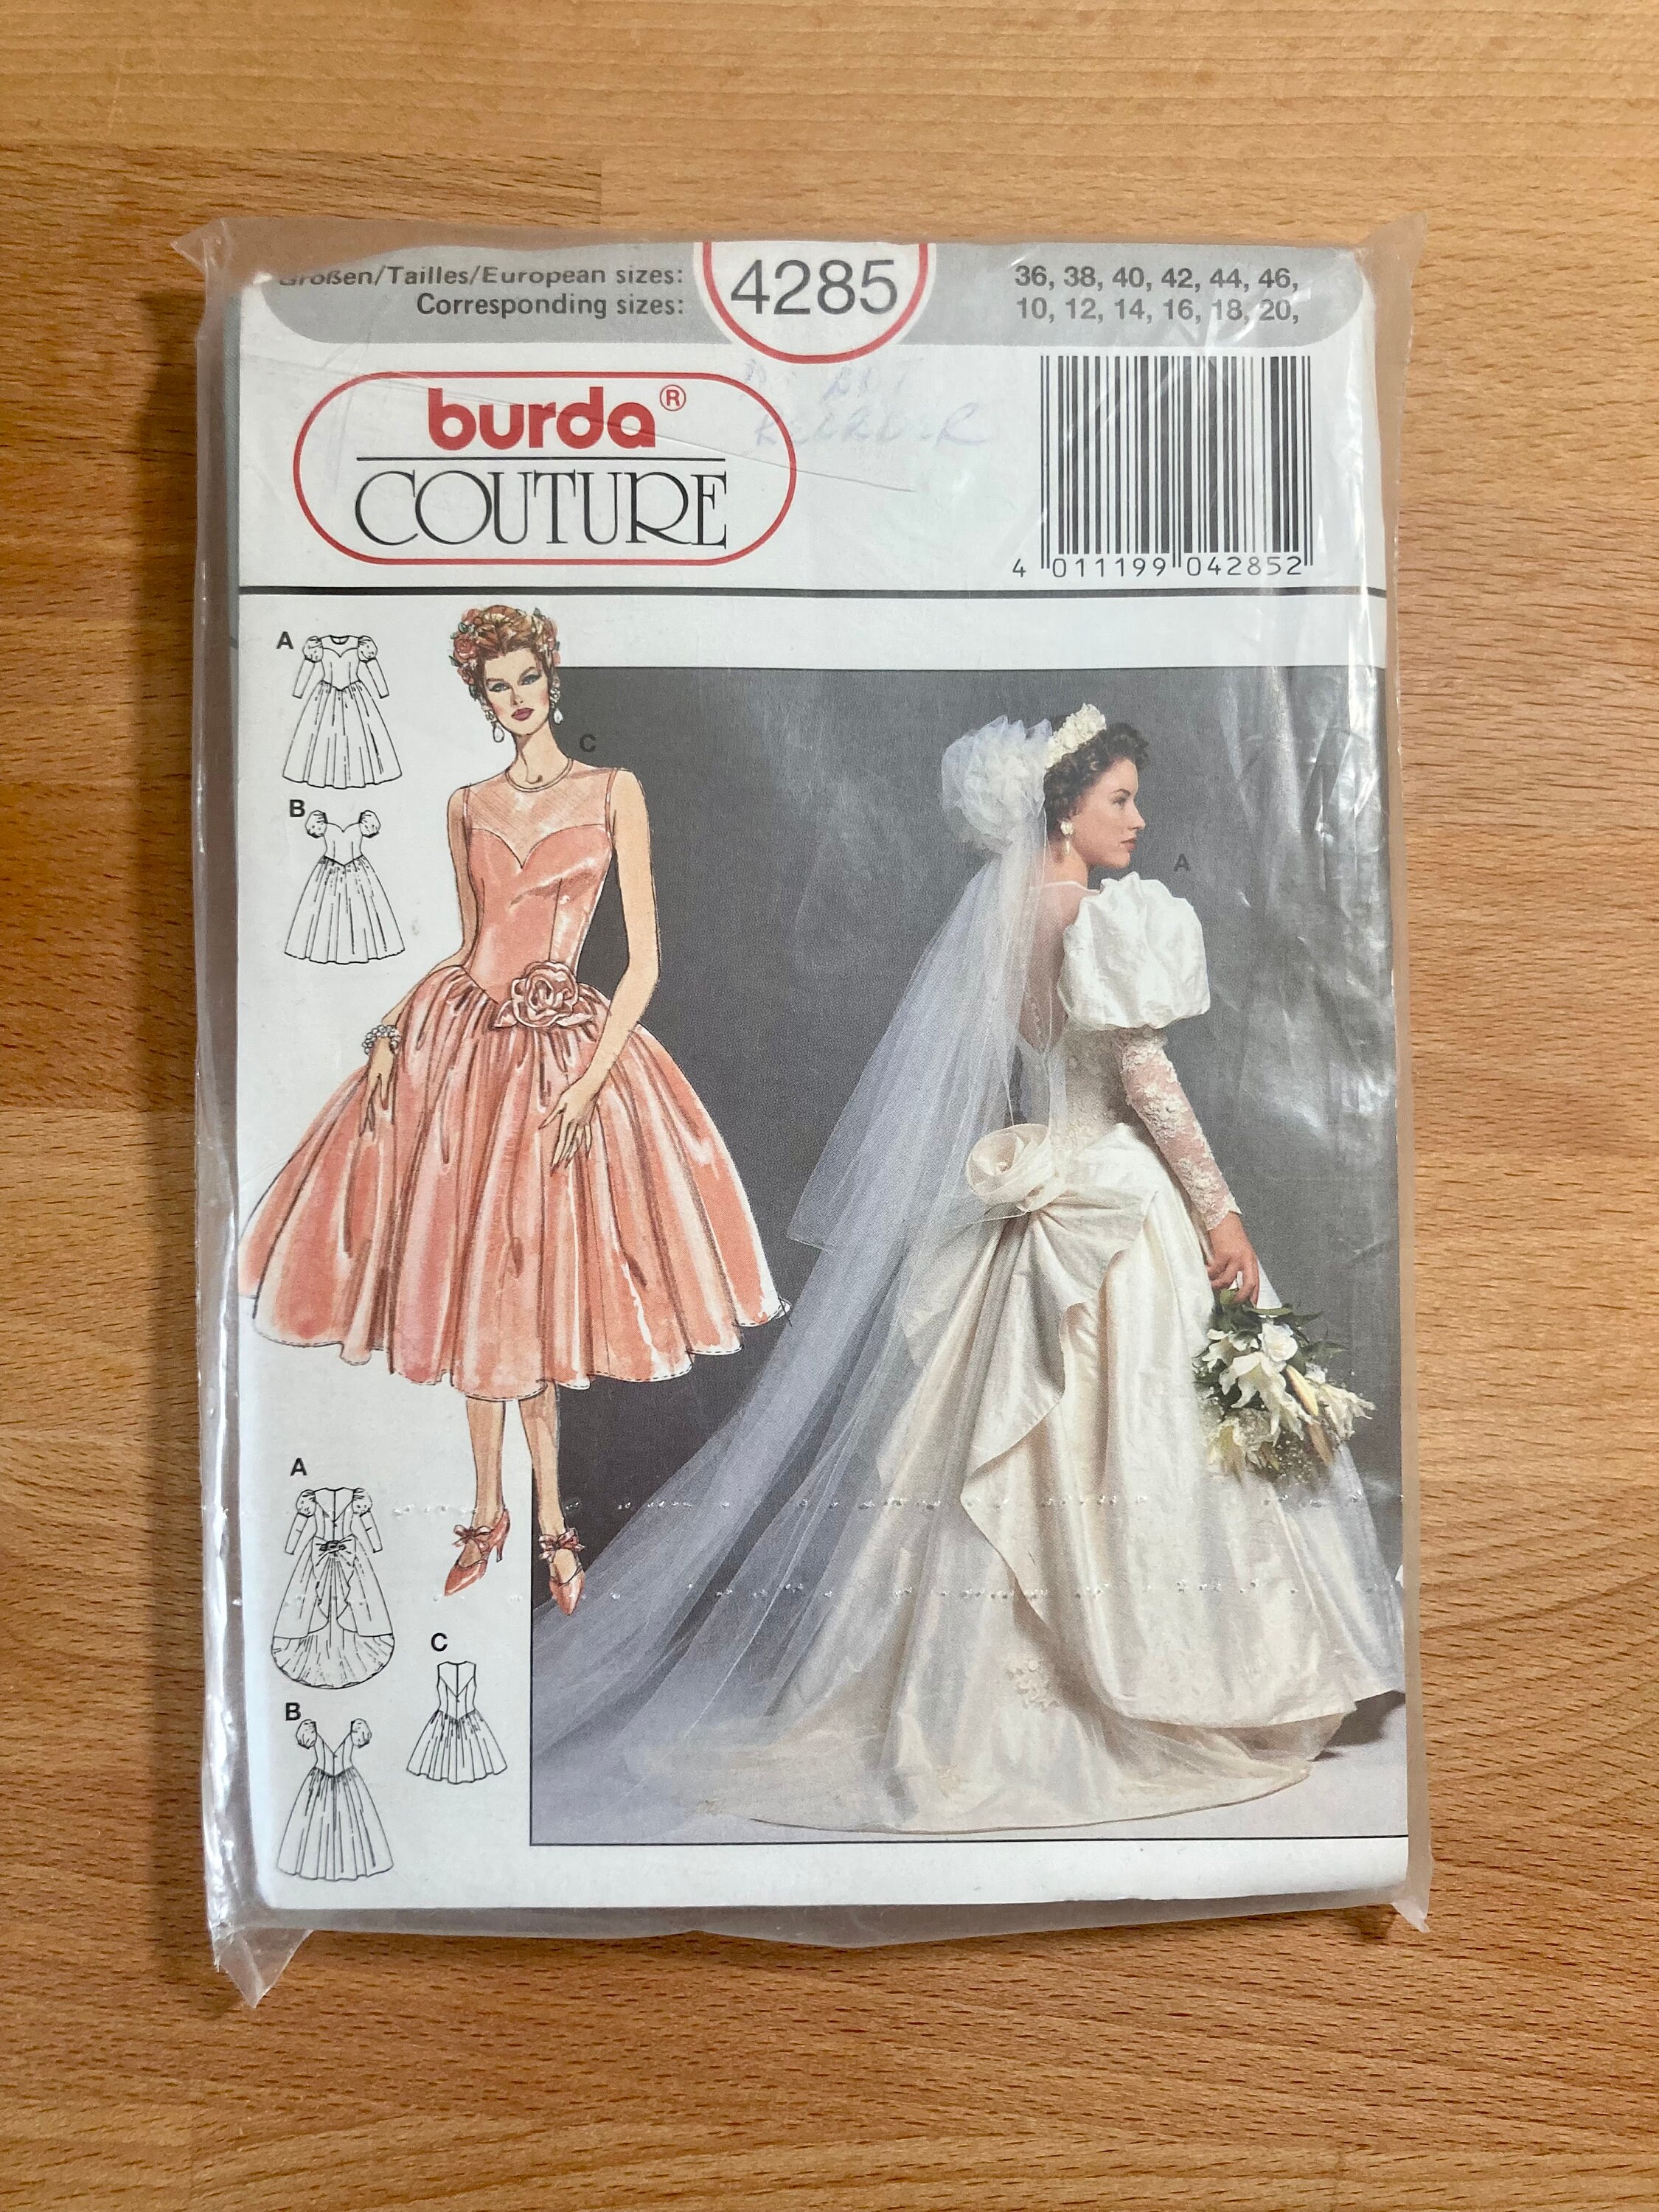 Größen/Tailles/European sizes:
Corresponding sizes:
4285
36, 38, 40, 42, 44, 46,
10, 12, 14, 16, 18, 20,
burda®
COUTURE
4 011199 042852
A
B
C
A
A
B
C